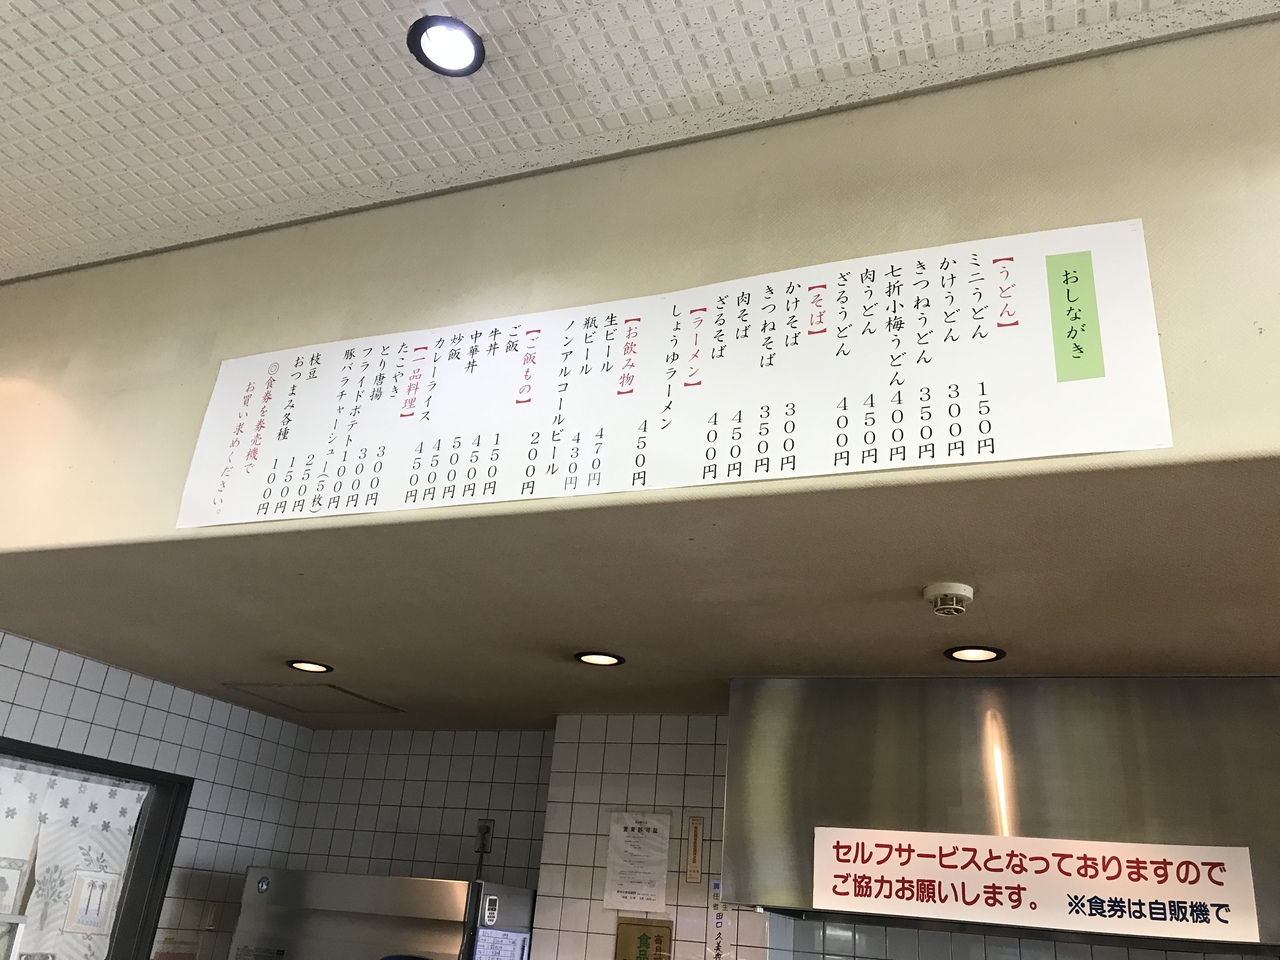 おしながき
【うどん】
ミニうどん 150円
かけうどん 300円
きつねうどん 350円
七折小梅うどん 400円
肉うどん 450円
ざるうどん 400円
【そば】
かけそば 300円
きつねそば 350円
肉そば 450円
ざるそば 400円
【ラーメン】
しょうゆラーメン
450円
【お飲み物】
生ビール 470円
瓶ビール 430円
ノンアルコールビール
200円
【ご飯もの】
ご飯 150円
牛丼 450円
中華丼 500円
炒飯 450円
カレーライス 450円
【一品料理】
たこやき 300円
とり唐揚 300円
フライドポテト 100円
豚バラチャーシュー(5枚)
250円
枝豆 150円
おつまみ各種 100円
◎食券を券売機で
お買い求めください。
セルフサービスとなっておりますので
ご協力お願いします。 ※食券は自販機で
営業許可証